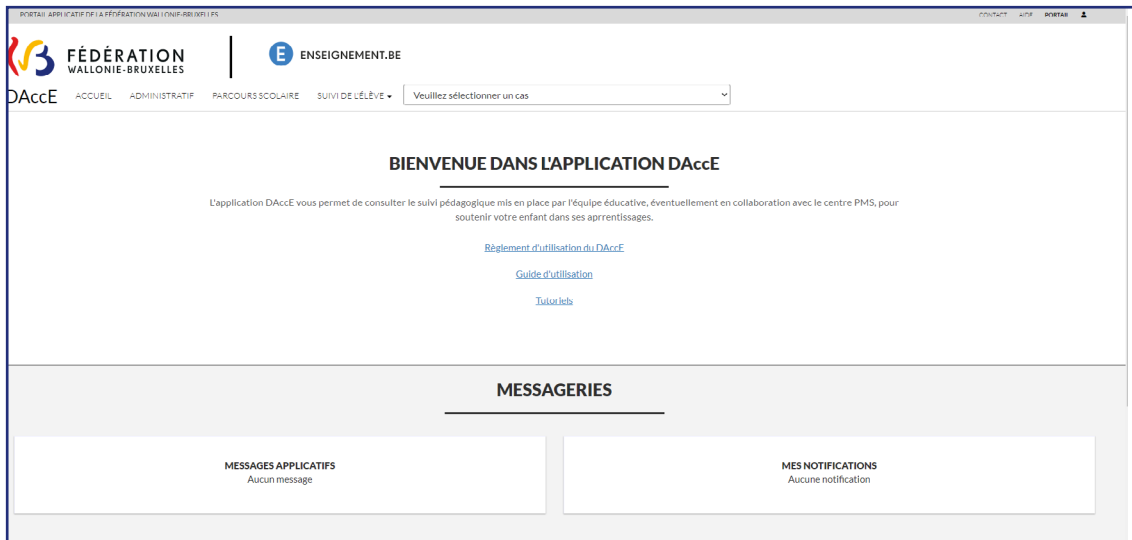 PORTAIL APPLICATIF DE LA FÉDÉRATION WALLONIE-BRUXELLES
CONTACT AIDE PORTAIL
FÉDÉRATION
WALLONIE-BRUXELLES
E ENSEIGNEMENT.BE
DAccE ACCUEIL ADMINISTRATIF PARCOURS SCOLAIRE SUIVI DE L'ÉLÈVE Veuillez sélectionner un cas
BIENVENUE DANS L'APPLICATION DAccE
L'application DAccE vous permet de consulter le suivi pédagogique mis en place par l'équipe éducative, éventuellement en collaboration avec le centre PMS, pour
soutenir votre enfant dans ses aprrentissages.
Règlement d'utilisation du DAccE
Guide d'utilisation
Tutoriels
MESSAGERIES
MESSAGES APPLICATIFS
Aucun message
MES NOTIFICATIONS
Aucune notification